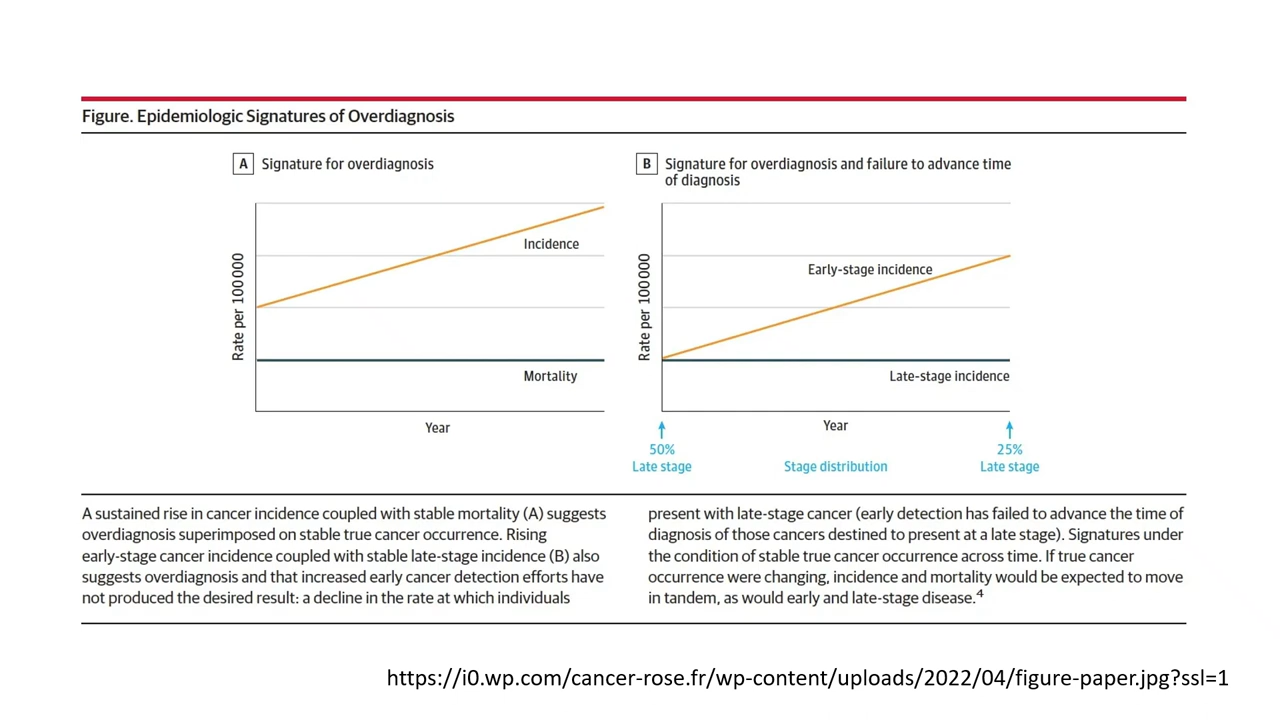 Figure. Epidemiologic Signatures of Overdiagnosis
A Signature for overdiagnosis
Rate per 100 000
Incidence
Mortality
Year
B Signature for overdiagnosis and failure to advance time
of diagnosis
Rate per 100 000
Early-stage incidence
Late-stage incidence
Year
50%
Late stage
Stage distribution
25%
Late stage
A sustained rise in cancer incidence coupled with stable mortality (A) suggests
overdiagnosis superimposed on stable true cancer occurrence. Rising
early-stage cancer incidence coupled with stable late-stage incidence (B) also
suggests overdiagnosis and that increased early cancer detection efforts have
not produced the desired result: a decline in the rate at which individuals
present with late-stage cancer (early detection has failed to advance the time of
diagnosis of those cancers destined to present at a late stage). Signatures under
the condition of stable true cancer occurrence across time. If true cancer
occurrence were changing, incidence and mortality would be expected to move
in tandem, as would early and late-stage disease.⁴
https://i0.wp.com/cancer-rose.fr/wp-content/uploads/2022/04/figure-paper.jpg?ssl=1